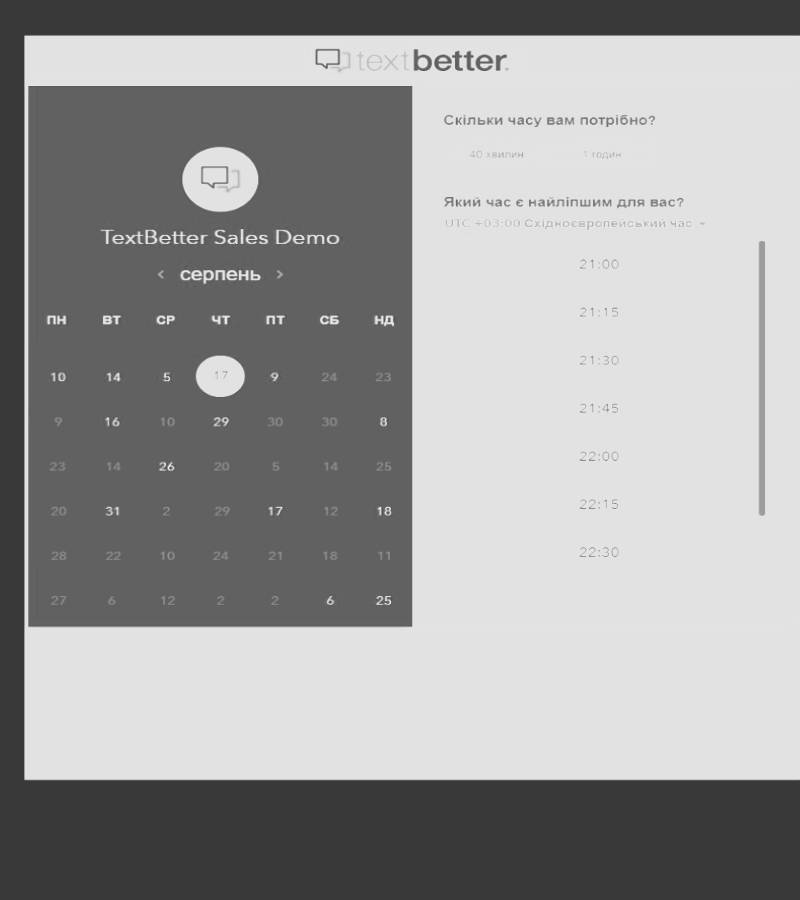 textbetter.
TextBetter Sales Demo
‹ серпень ›
ПН ВТ СР ЧТ ПТ СБ НД
10 14 5 17 9 24 23
9 16 10 29 30 30 8
23 14 26 20 5 14 25
20 31 2 29 17 12 18
28 22 10 24 21 18 11
27 6 12 2 2 6 25
Скільки часу вам потрібно?
40 хвилин 1 годин
Який час є найліпшим для вас?
UTC +03:00 Східноєвропейський час
21:00
21:15
21:30
21:45
22:00
22:15
22:30